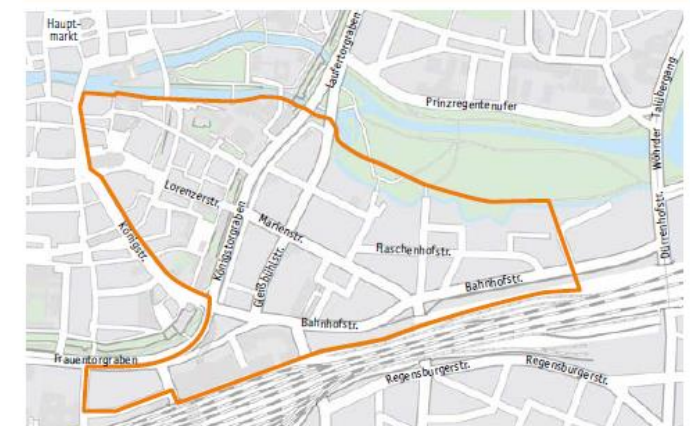 Haupt-
markt
Laufertorgraben
Prinzregentenufer
Wöhrder Talübergang
Lorenzerstr.
Königstorgraben
Marienstr.
Königstr.
Gleißbühlstr.
Flaschenhofstr.
Dürrenhofstr.
Bahnhofstr.
Bahnhofstr.
Frauentorgraben
Regensburgerstr.
Regensburgerstr.